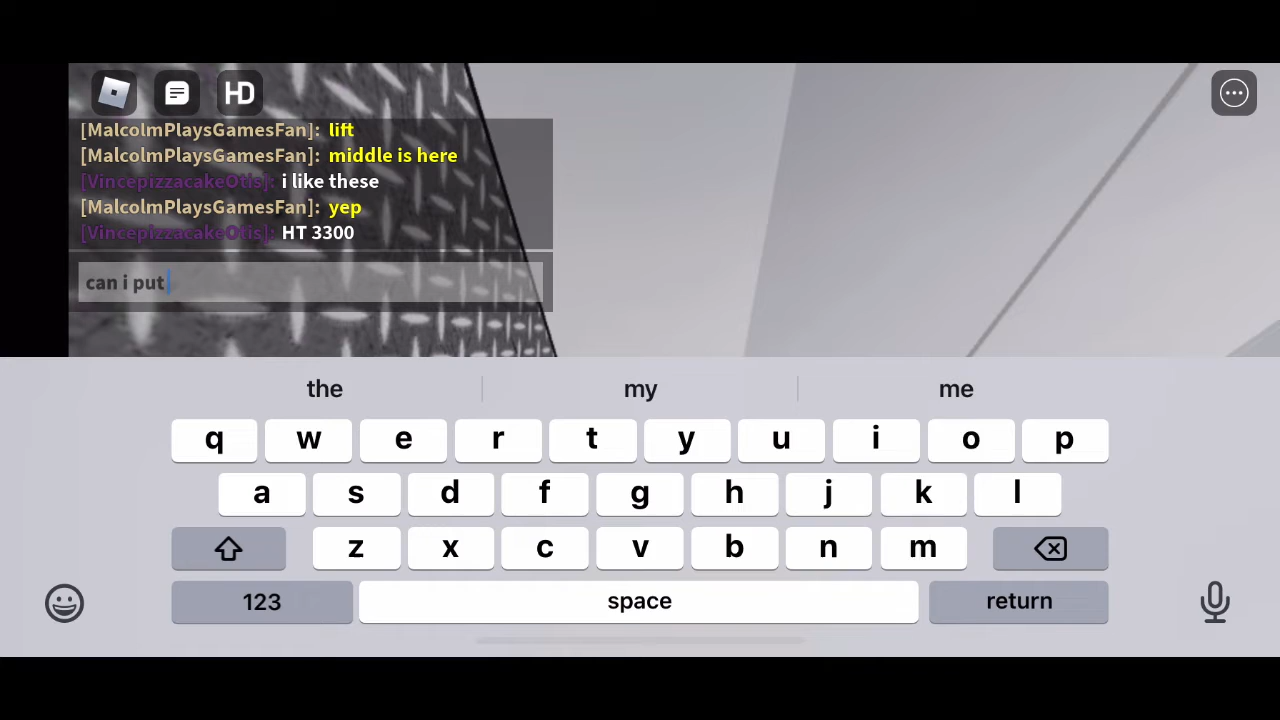 HD
[MalcolmPlaysGamesFan]: lift
[MalcolmPlaysGamesFan]: middle is here
[VincepizzacakeOtis]: i like these
[MalcolmPlaysGamesFan]: yep
[VincepizzacakeOtis]: HT 3300
can i put
the my me
q w e r t y u i o p
a s d f g h j k l
z x c v b n m
123 space return